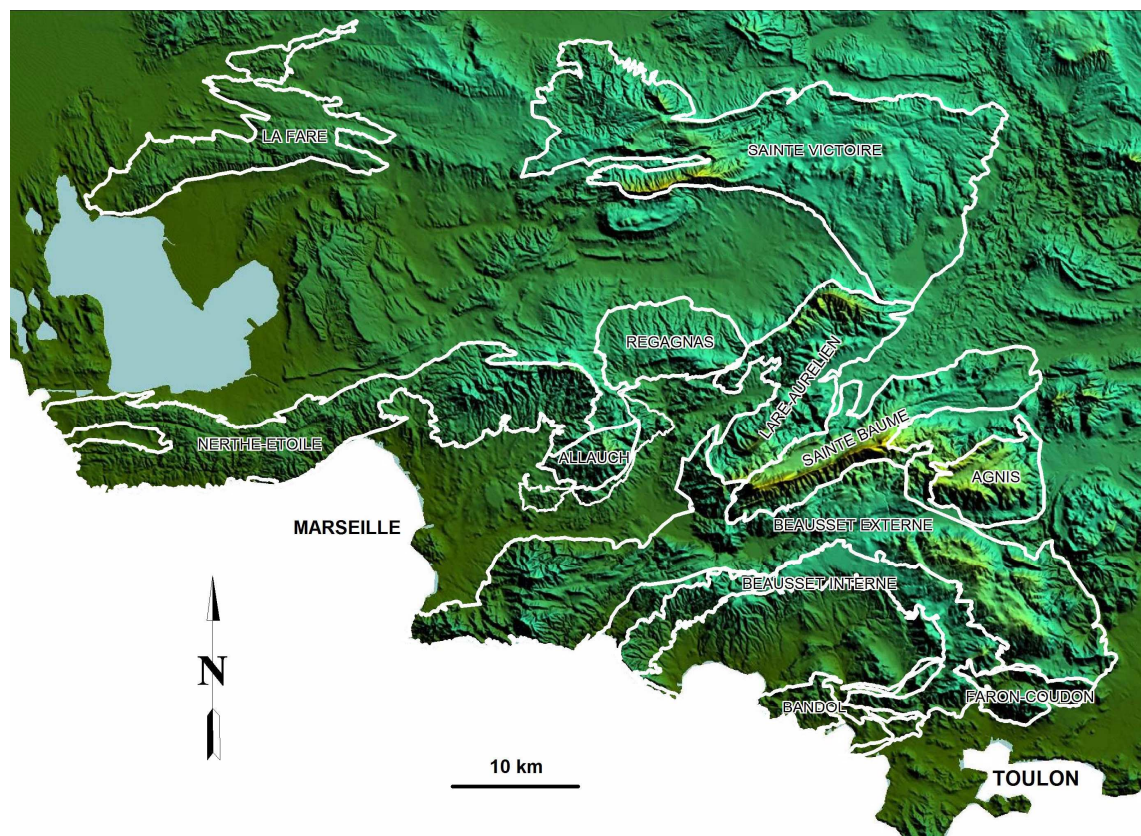 LA FARE
SAINTE VICTOIRE
REGAGNAS
LARE-AURELIEN
NERTHE-ETOILE
ALLAUCH
SAINTE BAUME
AGNIS
MARSEILLE
BEAUSSET EXTERNE
BEAUSSET INTERNE
N
BANDOL
FARON-COUDON
10 km
TOULON